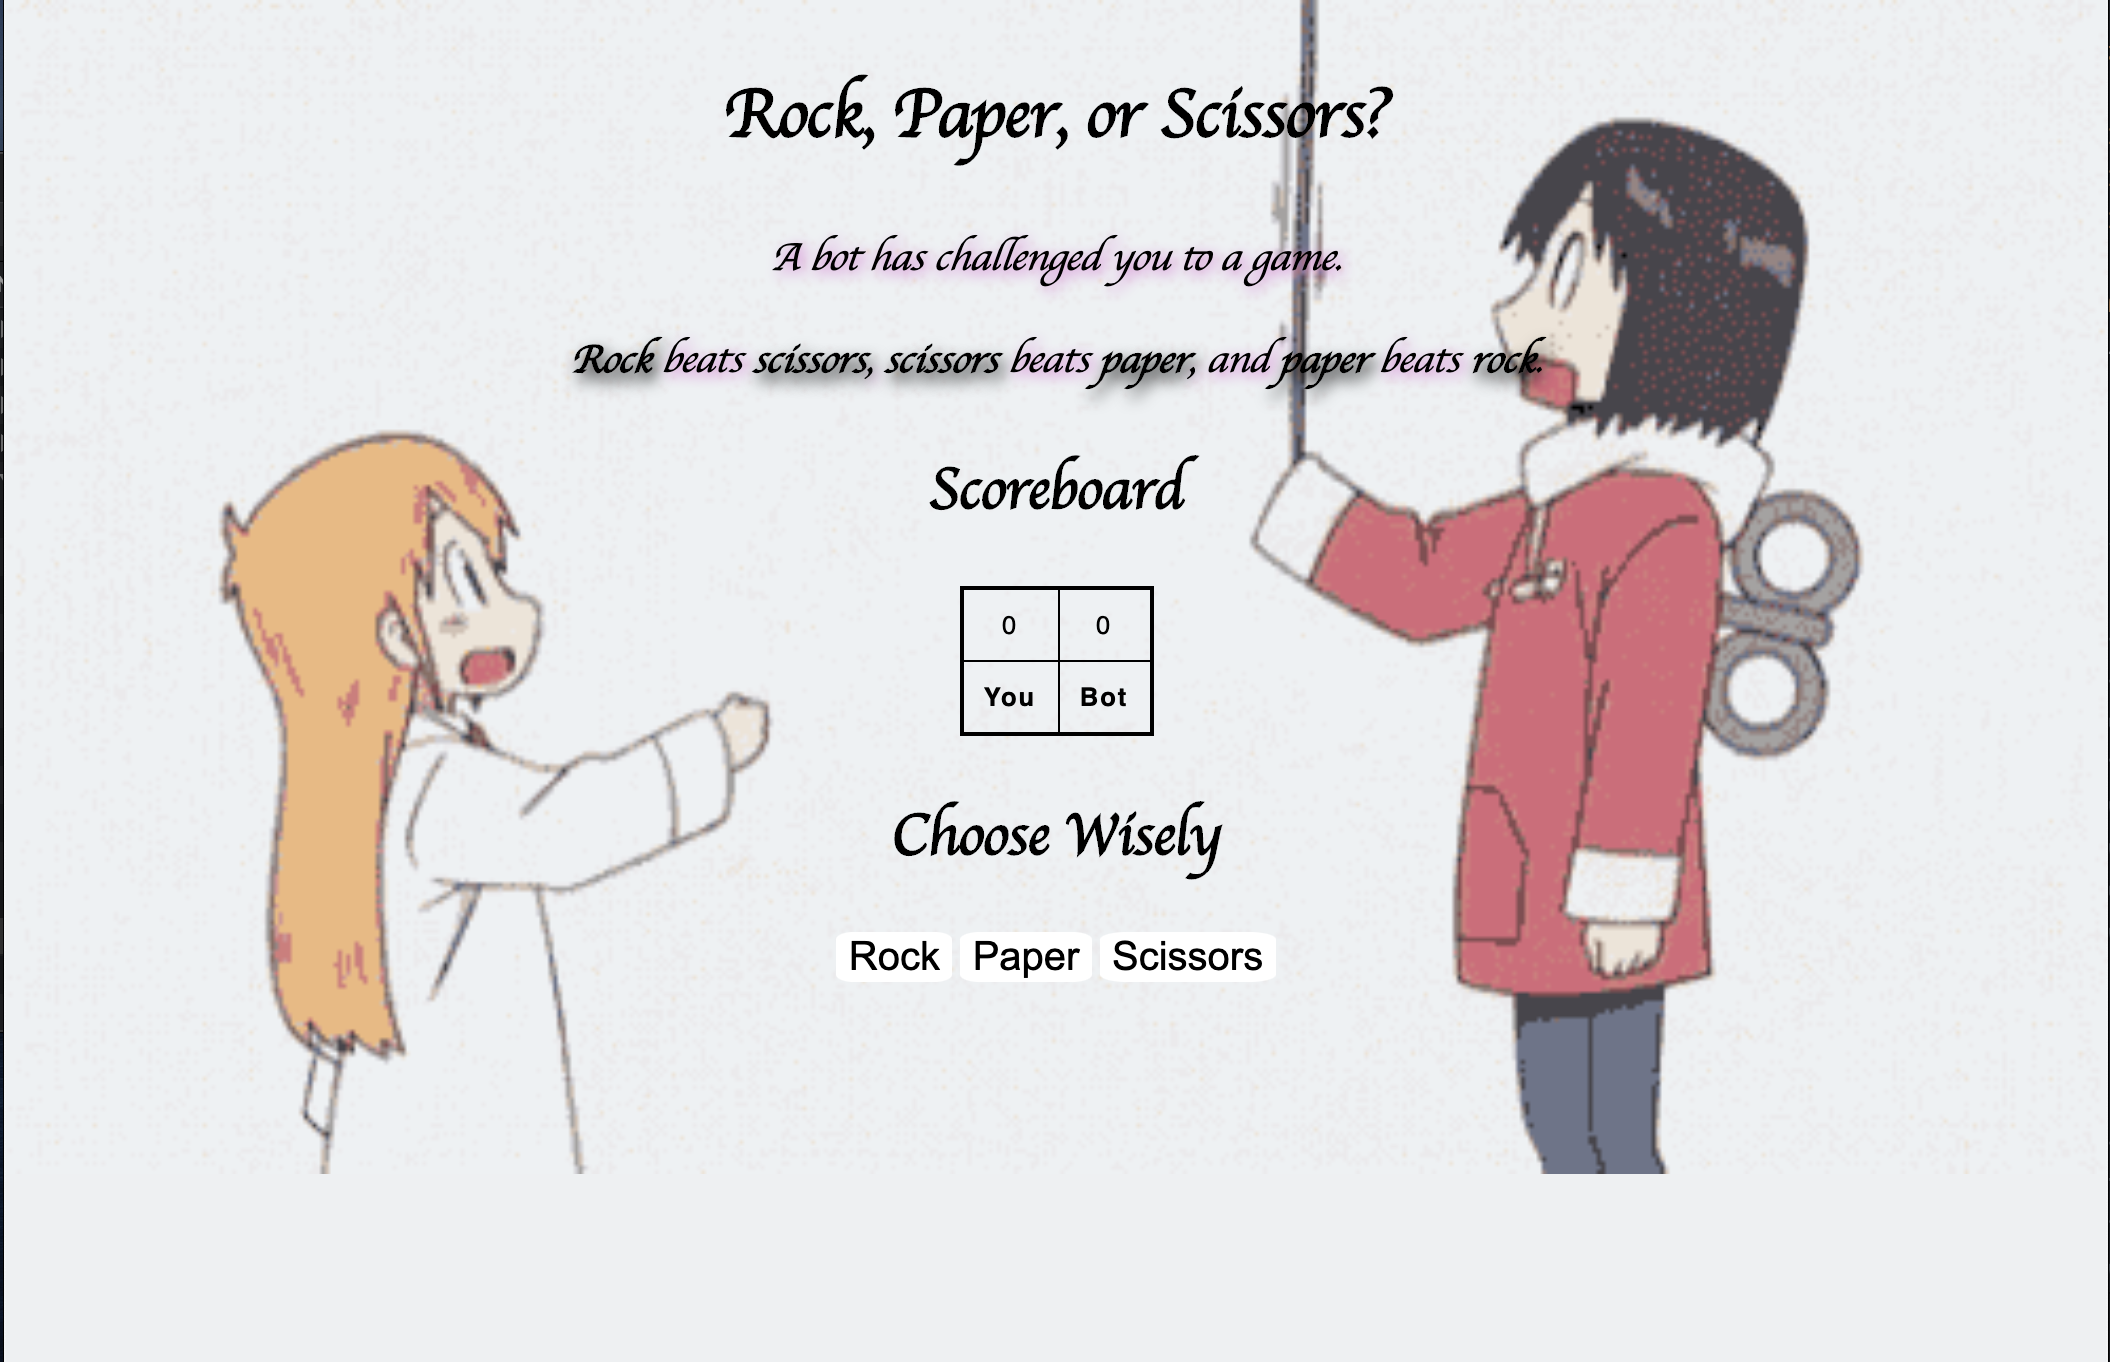 Rock, Paper, or Scissors?
A bot has challenged you to a game.
Rock beats scissors, scissors beats paper, and paper beats rock.
Scoreboard
0 0
You Bot
Choose Wisely
Rock Paper Scissors